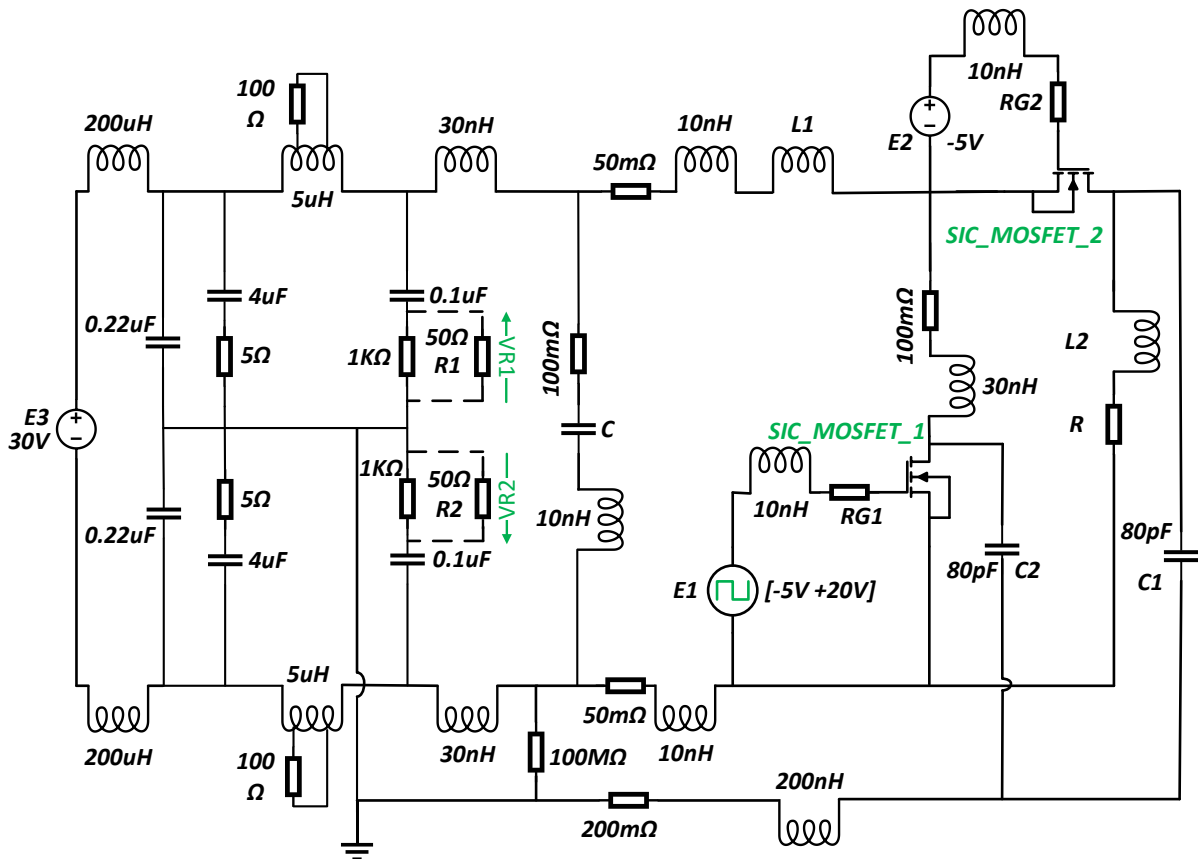 10nH
100
Ω
RG2
200uH
30nH
10nH
L1
E2
-5V
50mΩ
5uH
SIC_MOSFET_2
4uF
0.1uF
0.22uF
100mΩ
100mΩ
50Ω
VR1
5Ω
1KΩ
R1
L2
30nH
E3
30V
C
SIC_MOSFET_1
R
1KΩ
50Ω
VR2
5Ω
R2
10nH
10nH
RG1
0.22uF
4uF
0.1uF
80pF
80pF
C2
C1
E1
[-5V +20V]
5uH
50mΩ
200uH
30nH
100MΩ
10nH
100
Ω
200nH
200mΩ